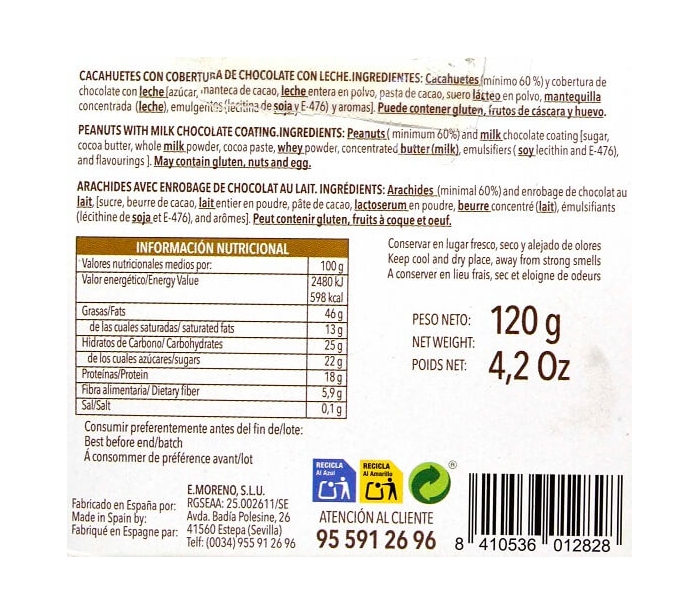 CACAHUETES CON COBERTURA DE CHOCOLATE CON LECHE.INGREDIENTES: Cacahuetes (mínimo 60 %) y cobertura de
chocolate con leche [azúcar, manteca de cacao, leche entera en polvo, pasta de cacao, suero lácteo en polvo, mantequilla
concentrada (leche), emulgentes (lecitina de soja y E-476) y aromas]. Puede contener gluten, frutos de cáscara y huevo.
PEANUTS WITH MILK CHOCOLATE COATING.INGREDIENTS: Peanuts ( minimum 60%) and milk chocolate coating [sugar,
cocoa butter, whole milk powder, cocoa paste, whey powder, concentrated butter (milk), emulsifiers ( soy lecithin and E-476),
and flavourings ]. May contain gluten, nuts and egg.
ARACHIDES AVEC ENROBAGE DE CHOCOLAT AU LAIT. INGRÉDIENTS: Arachides (minimal 60%) and enrobage de chocolat au
lait, [sucre, beurre de cacao, lait entier en poudre, pâte de cacao, lactoserum en poudre, beurre concentré (lait), émulsifiants
(lécithine de soja et E-476), and arômes]. Peut contenir gluten, fruits à coque et oeuf.
INFORMACIÓN NUTRICIONAL
Valores nutricionales medios por: 100 g
Valor energético/Energy Value 2480 kJ
598 kcal
Grasas/Fats 46 g
de las cuales saturadas/ saturated fats 13 g
Hidratos de Carbono/ Carbohydrates 25 g
de los cuales azúcares/sugars 22 g
Proteínas/Protein 18 g
Fibra alimentaria/ Dietary fiber 5,9 g
Sal/Salt 0,1 g
Conservar en lugar fresco, seco y alejado de olores
Keep cool and dry place, away from strong smells
A conserver en lieu frais, sec et eloigne de odeurs
PESO NETO: 120 g
NET WEIGHT:
POIDS NET: 4,2 Oz
Consumir preferentemente antes del fin de/lote:
Best before end/batch
Á consommer de préférence avant/lot
Fabricado en España por:
Made in Spain by:
Fabriqué en Espagne par:
E.MORENO, S.L.U.
RGSEAA: 25.002611/SE
Avda. Badía Polesine, 26
41560 Estepa (Sevilla)
Telf: (0034) 955 91 26 96
RECICLA
Al Azul
RECICLA
Al Amarillo
®
ATENCIÓN AL CLIENTE
95 591 26 96
8 410536 012828